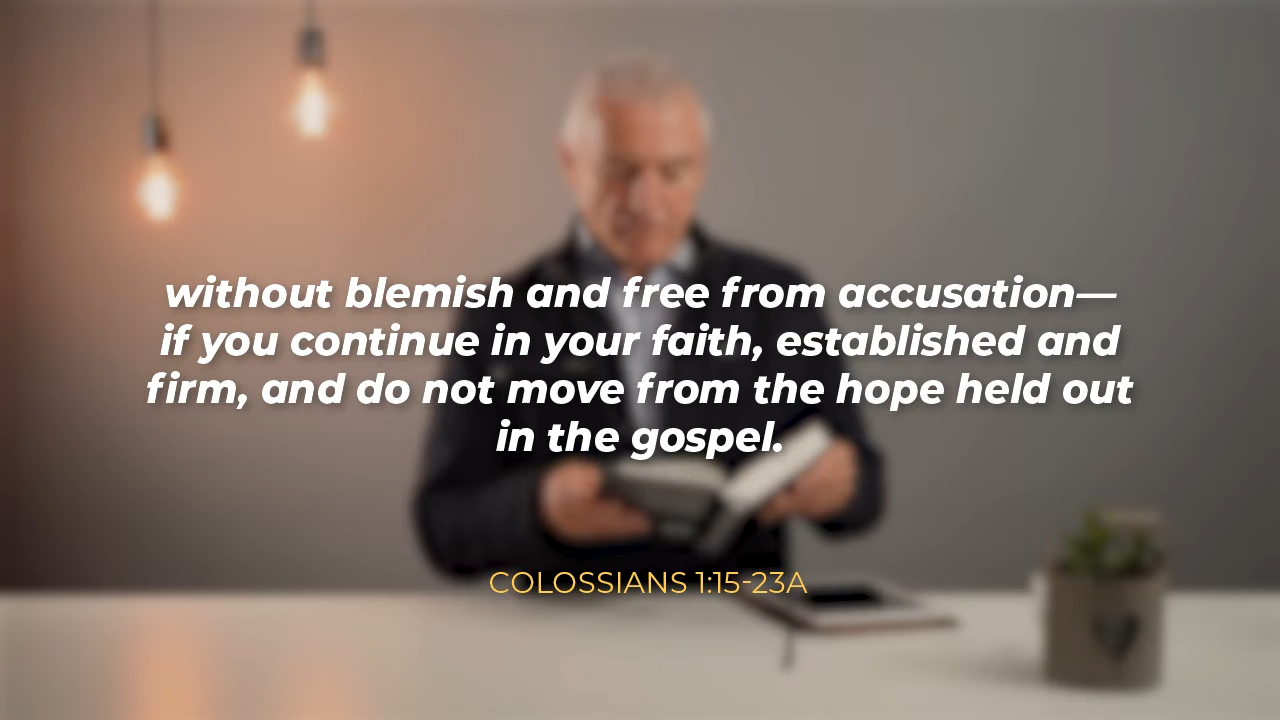 without blemish and free from accusation—
if you continue in your faith, established and
firm, and do not move from the hope held out
in the gospel.
COLOSSIANS 1:15-23A